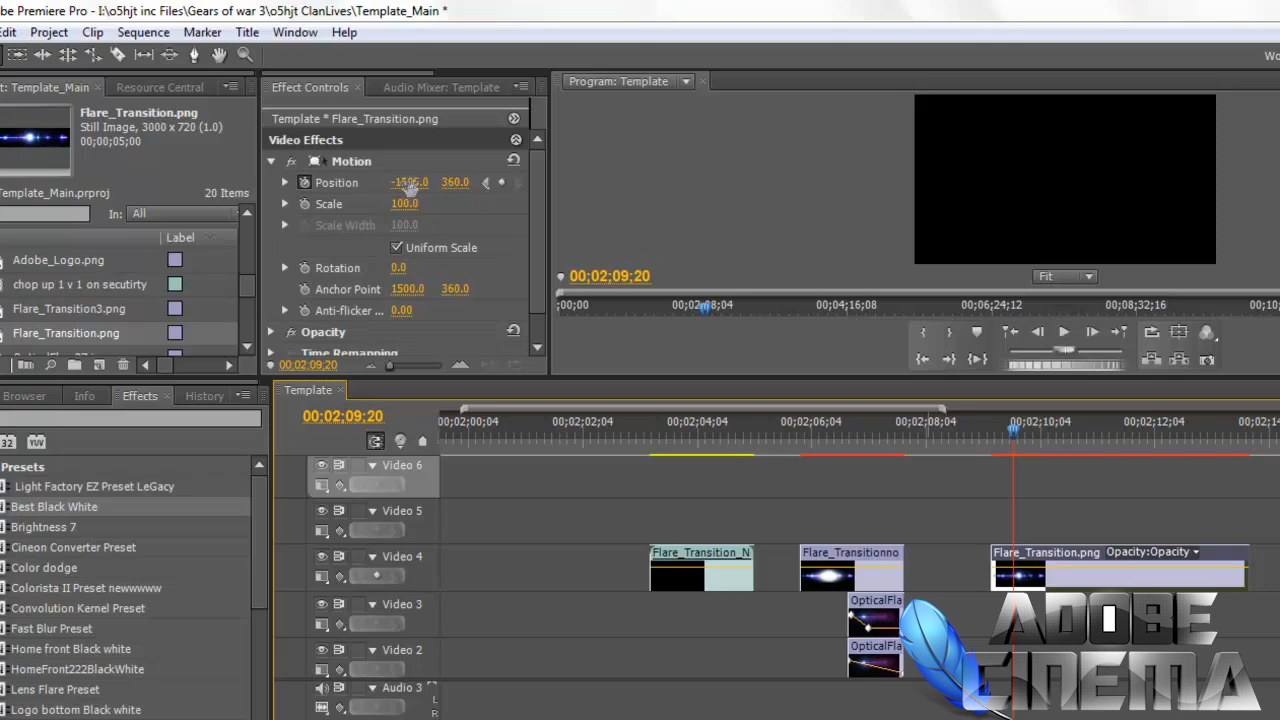 be Premiere Pro - I:\o5hjt inc Files\Gears of war 3\o5hjt ClanLives\Template_Main *
Edit Project Clip Sequence Marker Title Window Help
Wo
t: Template_Main × Resource Central
Flare_Transition.png
Still Image, 3000 x 720 (1.0)
00;00;05;00
Template_Main.prproj
20 Items
In: All
Label
Adobe_Logo.png
chop up 1 v 1 on secutirty
Flare_Transition3.png
Flare_Transition.png
Effect Controls × Audio Mixer: Template
Template * Flare_Transition.png
Video Effects
fx Motion
Position 360.0
Scale 100.0
Scale Width 100.0
Uniform Scale
Rotation 0.0
Anchor Point 1500.0 360.0
Anti-flicker ... 0.00
fx Opacity
Time Remapping
00;02;09;20
Program: Template
00;02;09;20
Fit
;00;00 00;02;08;04 00;04;16;08 00;06;24;12 00;08;32;16 00;10;
Browser Info Effects × History
32 YUV
Presets
Light Factory EZ Preset LeGacy
Best Black White
Brightness 7
Cineon Converter Preset
Color dodge
Colorista II Preset newwwww
Convolution Kernel Preset
Fast Blur Preset
Home front Black white
HomeFront222BlackWhite
Lens Flare Preset
Logo bottom Black white
Template ×
00;02;09;20
00;02;00;04 00;02;02;04 00;02;04;04 00;02;06;04 00;02;08;04 00;02;10;04 00;02;12;04 00;02;14
Video 6
Video 5
Video 4
Flare_Transition_N
Flare_Transitionno
Flare_Transition.png Opacity:Opacity
Video 3
OpticalFla
Video 2
OpticalFla
Audio 3
L
R
ADOBE
CINEMA